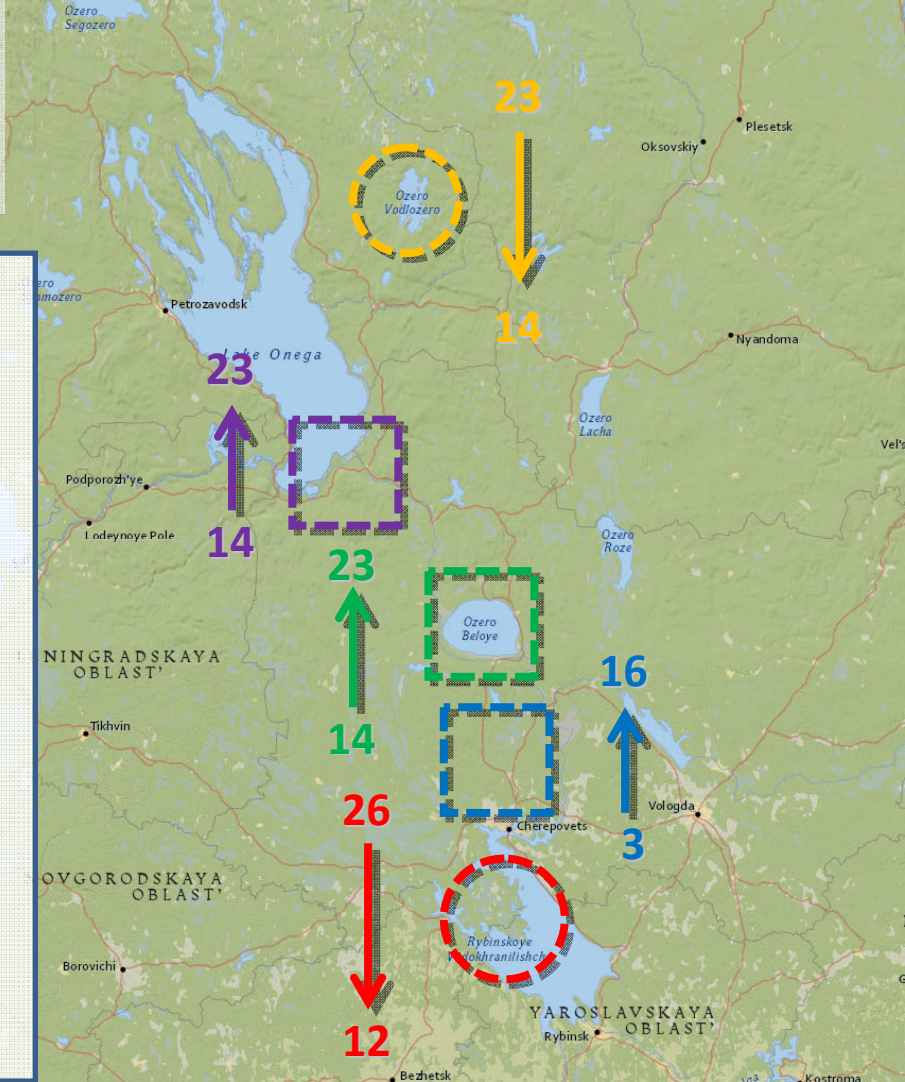 Ozero
Segozero
23
Plesetsk
Oksovskiy
Ozero
Vodlozero
Petrozavodsk
14
Nyandoma
Lake Onega
23
Ozero
Lacha
Vel's
Podporozh'ye
Lodeynoye Pole
14
Ozero
Roze
23
Ozero
Beloye
NINGRADSKAYA
OBLAST'
16
Tikhvin
14
26
Vologda
Cherepovets
3
OVGORODSKAYA
OBLAST'
Rybinskoye
Borovichi
YAROSLAVSKAYA
OBLAST'
Rybinsk
12
Bezhetsk
Kostroma